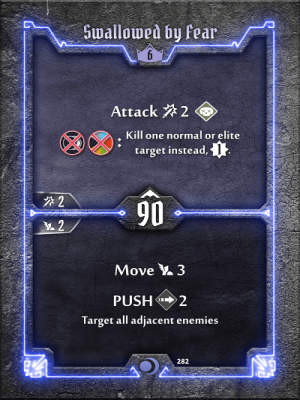 Swallowed by Fear
6
Attack 2
: Kill one normal or elite
target instead, .
2
90
2
Move 3
PUSH 2
Target all adjacent enemies
282